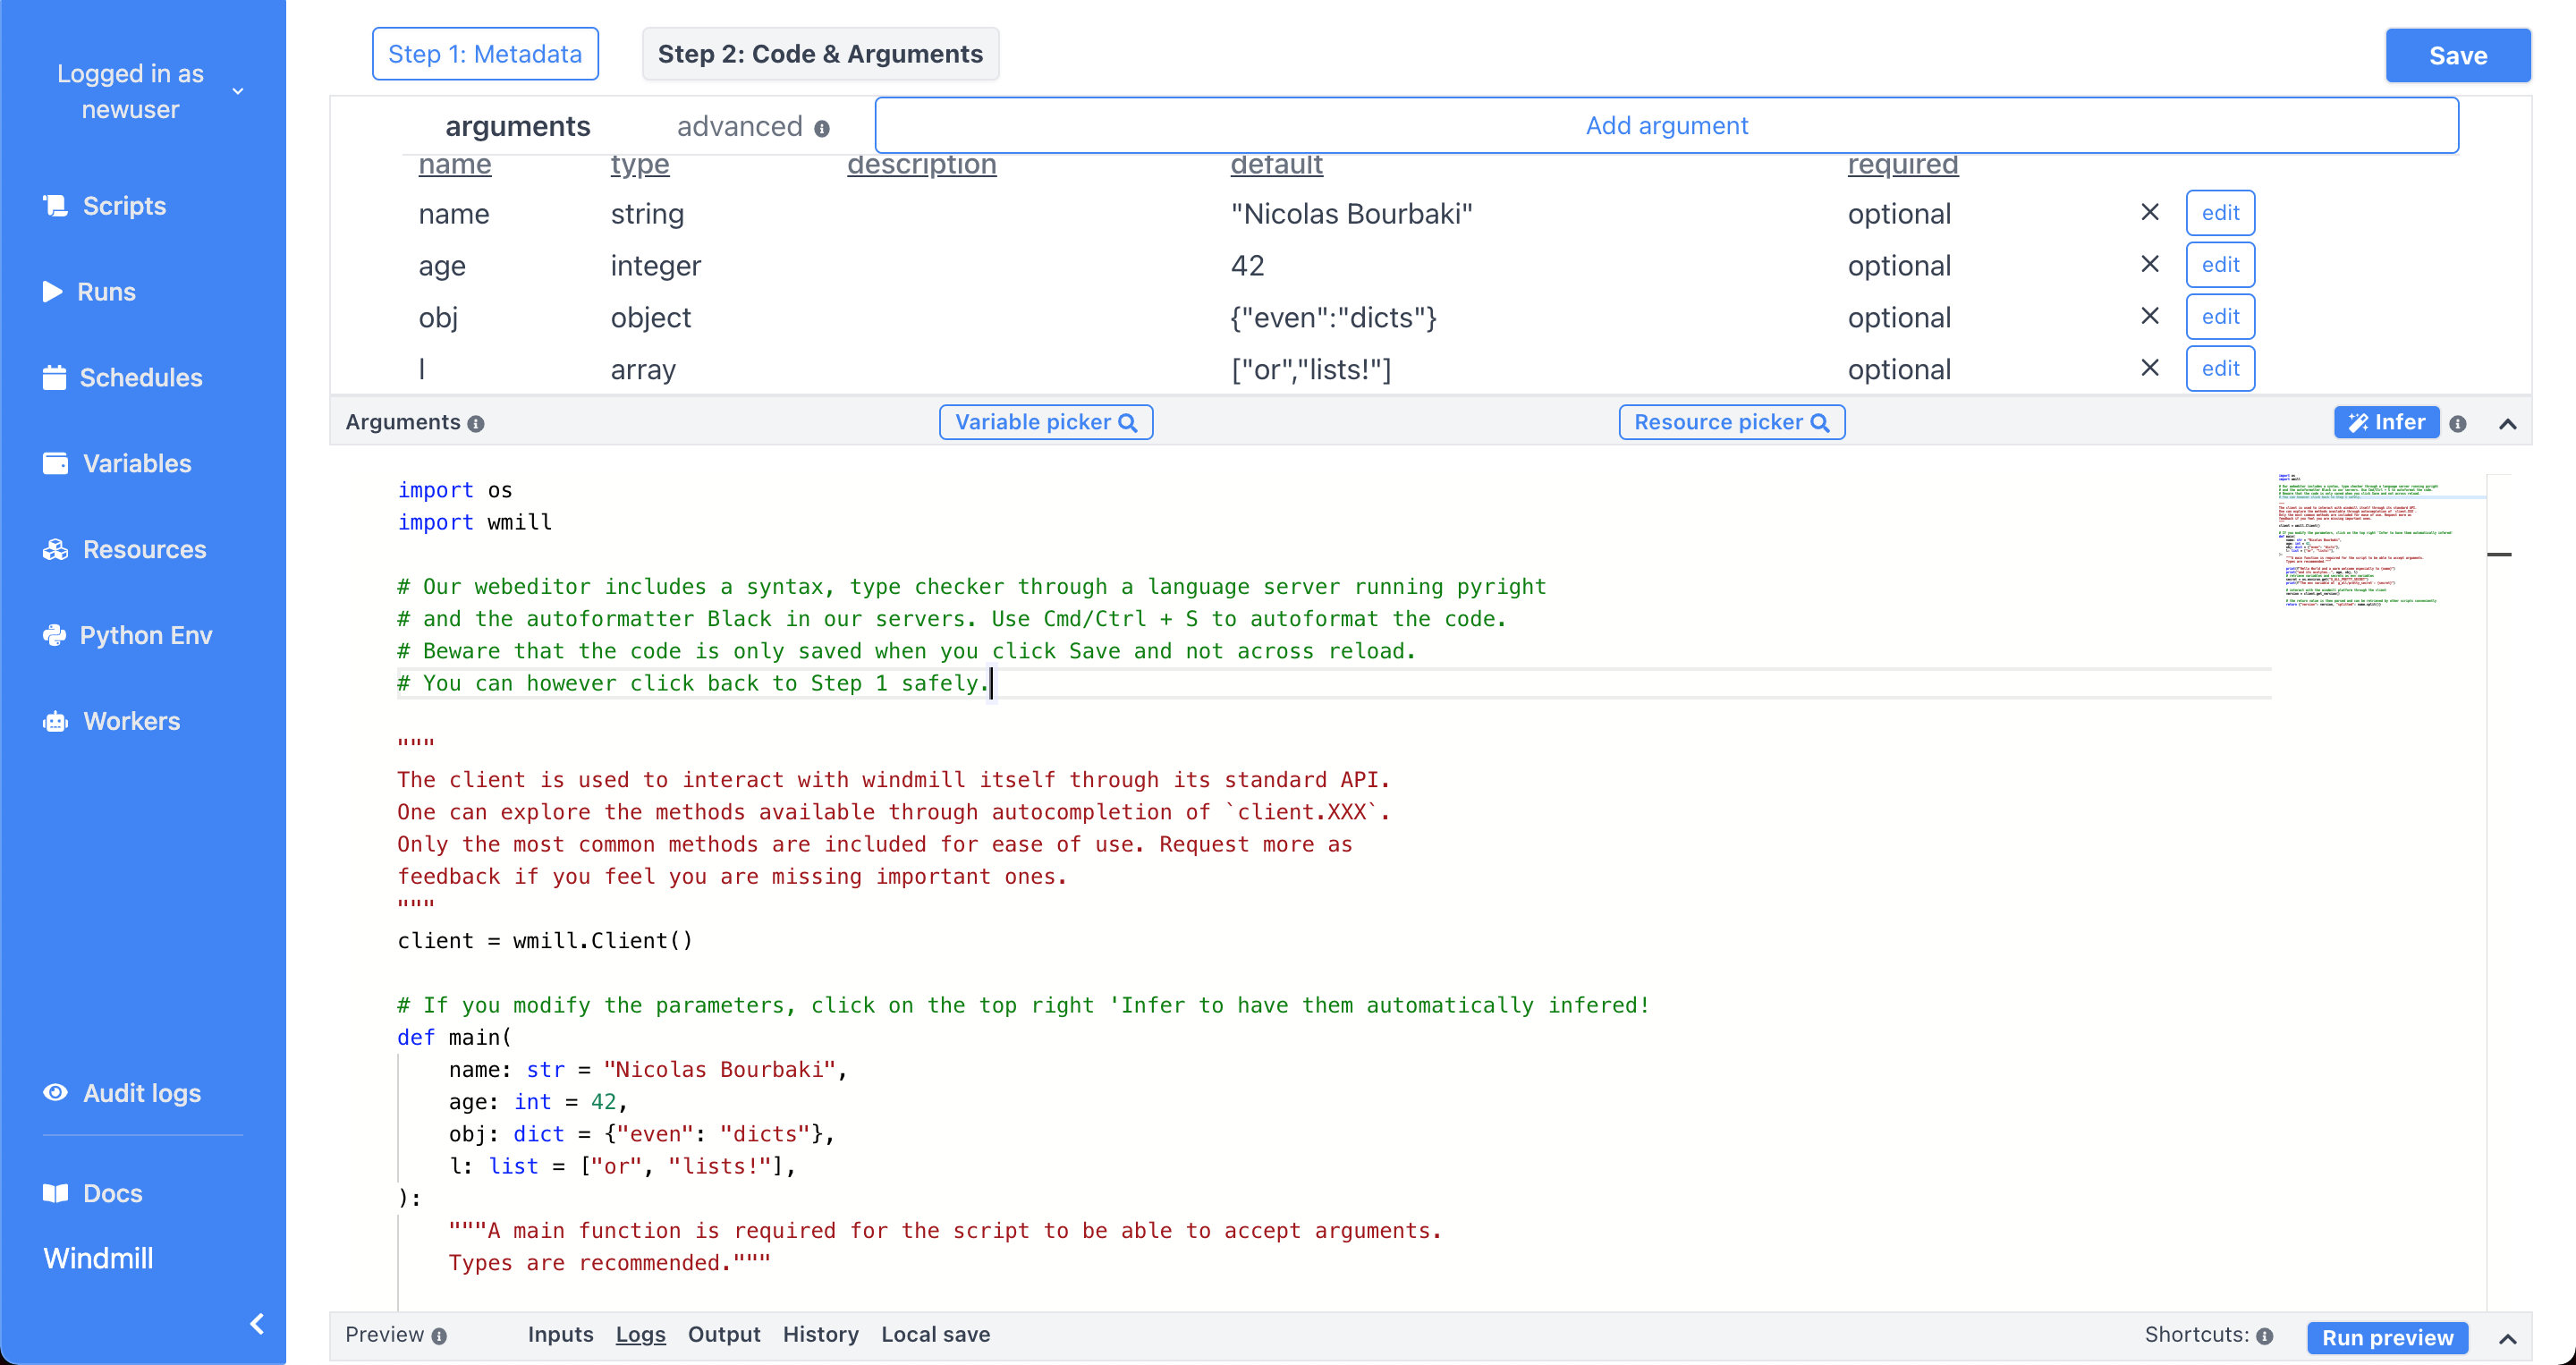 Logged in as
newuser
Scripts
Runs
Schedules
Variables
Resources
Python Env
Workers
Audit logs
Docs
Windmill
Step 1: Metadata
Step 2: Code & Arguments
Save
arguments advanced Add argument
name type description default required
name string "Nicolas Bourbaki" optional edit
age integer 42 optional edit
obj object {"even":"dicts"} optional edit
l array ["or","lists!"] optional edit
Arguments Variable picker Resource picker Infer
import os
import wmill
# Our webeditor includes a syntax, type checker through a language server running pyright
# and the autoformatter Black in our servers. Use Cmd/Ctrl + S to autoformat the code.
# Beware that the code is only saved when you click Save and not across reload.
# You can however click back to Step 1 safely.
"""
The client is used to interact with windmill itself through its standard API.
One can explore the methods available through autocompletion of `client.XXX`.
Only the most common methods are included for ease of use. Request more as
feedback if you feel you are missing important ones.
"""
client = wmill.Client()
# If you modify the parameters, click on the top right 'Infer to have them automatically infered!
def main(
    name: str = "Nicolas Bourbaki",
    age: int = 42,
    obj: dict = {"even": "dicts"},
    l: list = ["or", "lists!"],
):
    """A main function is required for the script to be able to accept arguments.
    Types are recommended."""
Preview Inputs Logs Output History Local save Shortcuts: Run preview